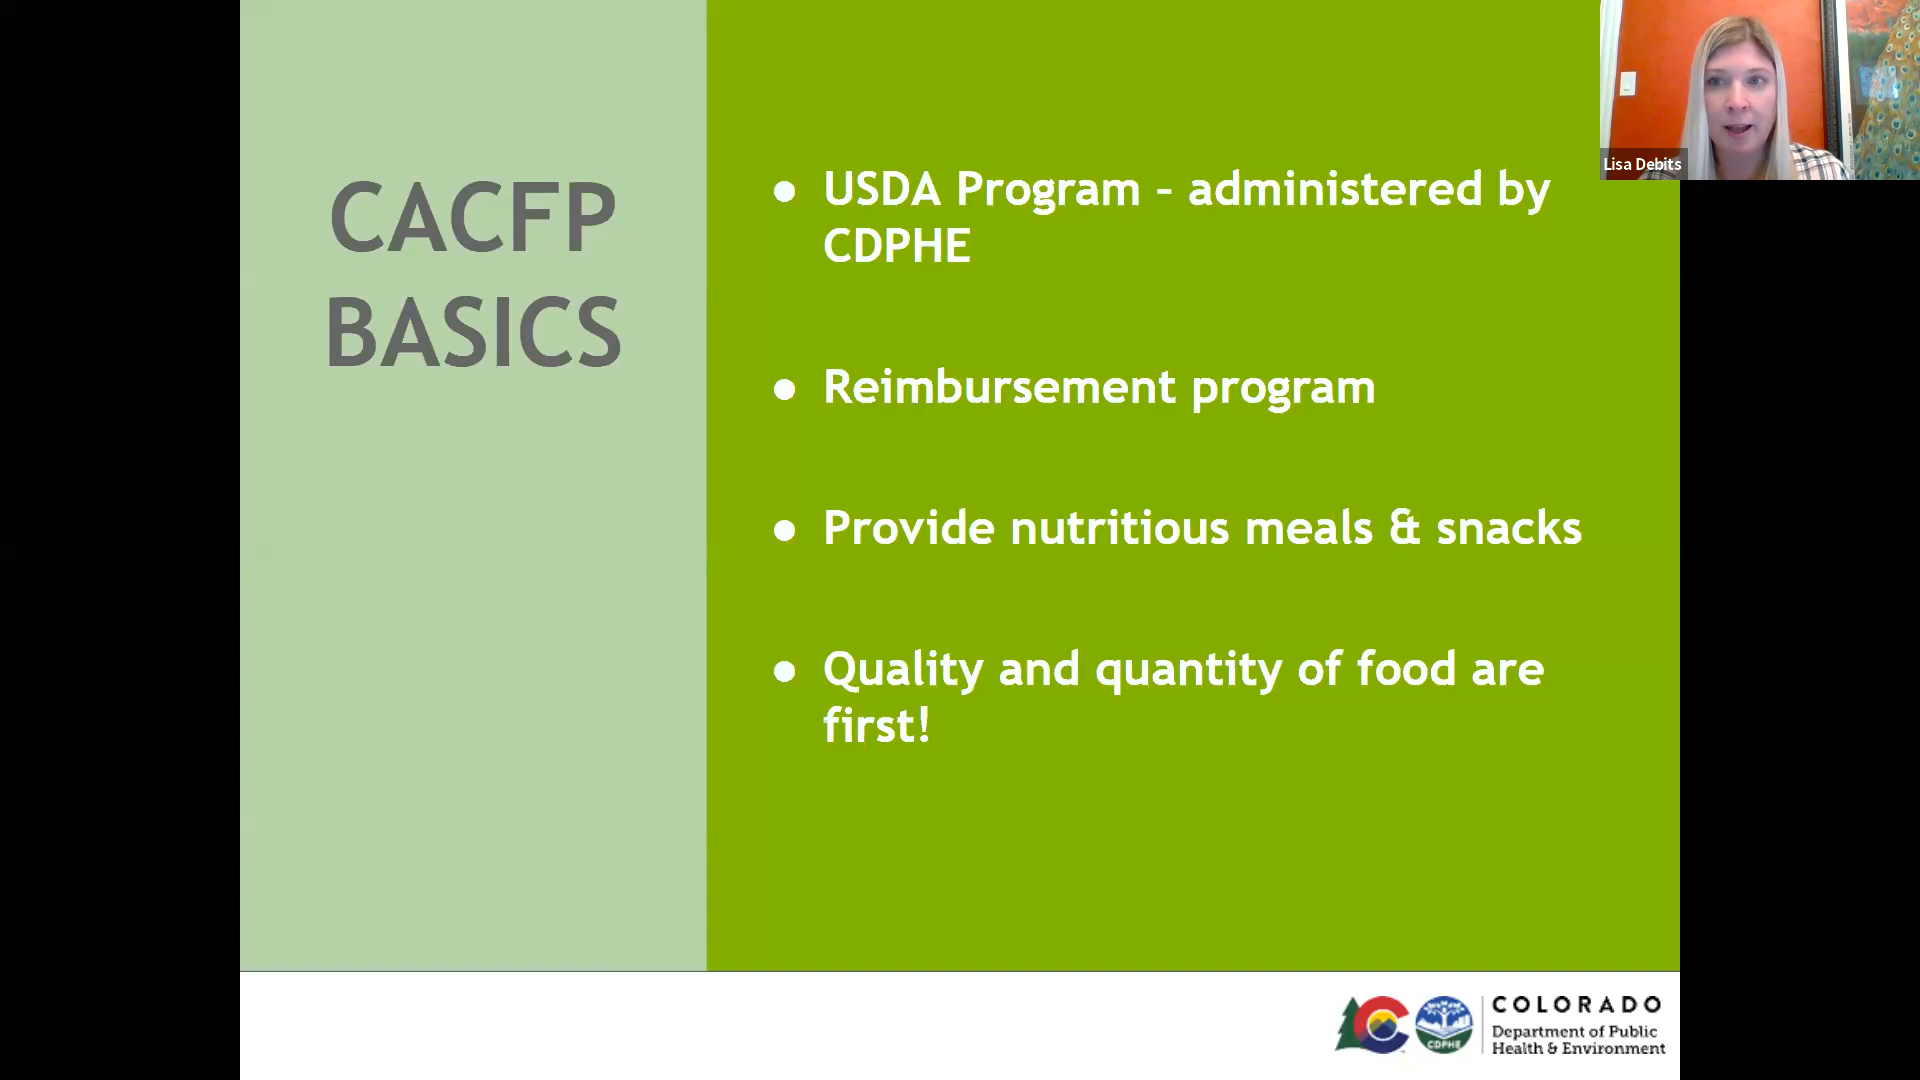 CACFP
BASICS
● USDA Program – administered by
CDPHE
● Reimbursement program
● Provide nutritious meals & snacks
● Quality and quantity of food are
first!
Lisa Debits
CDPHE
COLORADO
Department of Public
Health & Environment